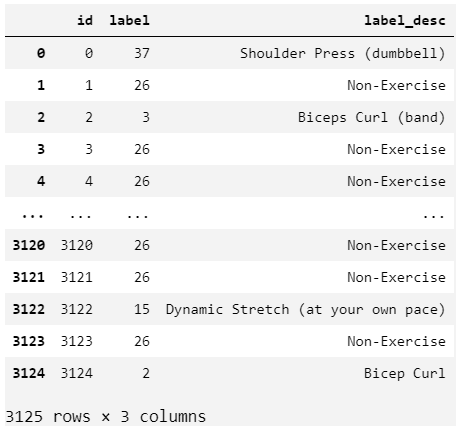 id label label_desc
0 0 37 Shoulder Press (dumbbell)
1 1 26 Non-Exercise
2 2 3 Biceps Curl (band)
3 3 26 Non-Exercise
4 4 26 Non-Exercise
... ... ... ...
3120 3120 26 Non-Exercise
3121 3121 26 Non-Exercise
3122 3122 15 Dynamic Stretch (at your own pace)
3123 3123 26 Non-Exercise
3124 3124 2 Bicep Curl
3125 rows × 3 columns